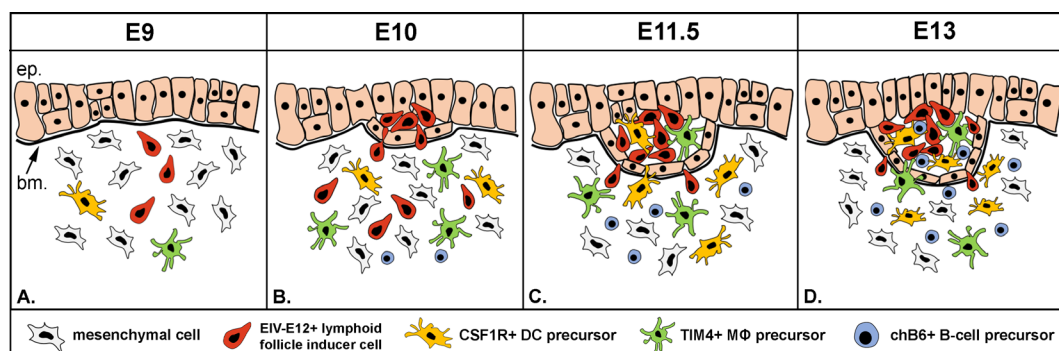 E9 E10 E11.5 E13
ep.
bm.
A. B. C. D.
mesenchymal cell
EIV-E12+ lymphoid
follicle inducer cell
CSF1R+ DC precursor
TIM4+ MΦ precursor
chB6+ B-cell precursor